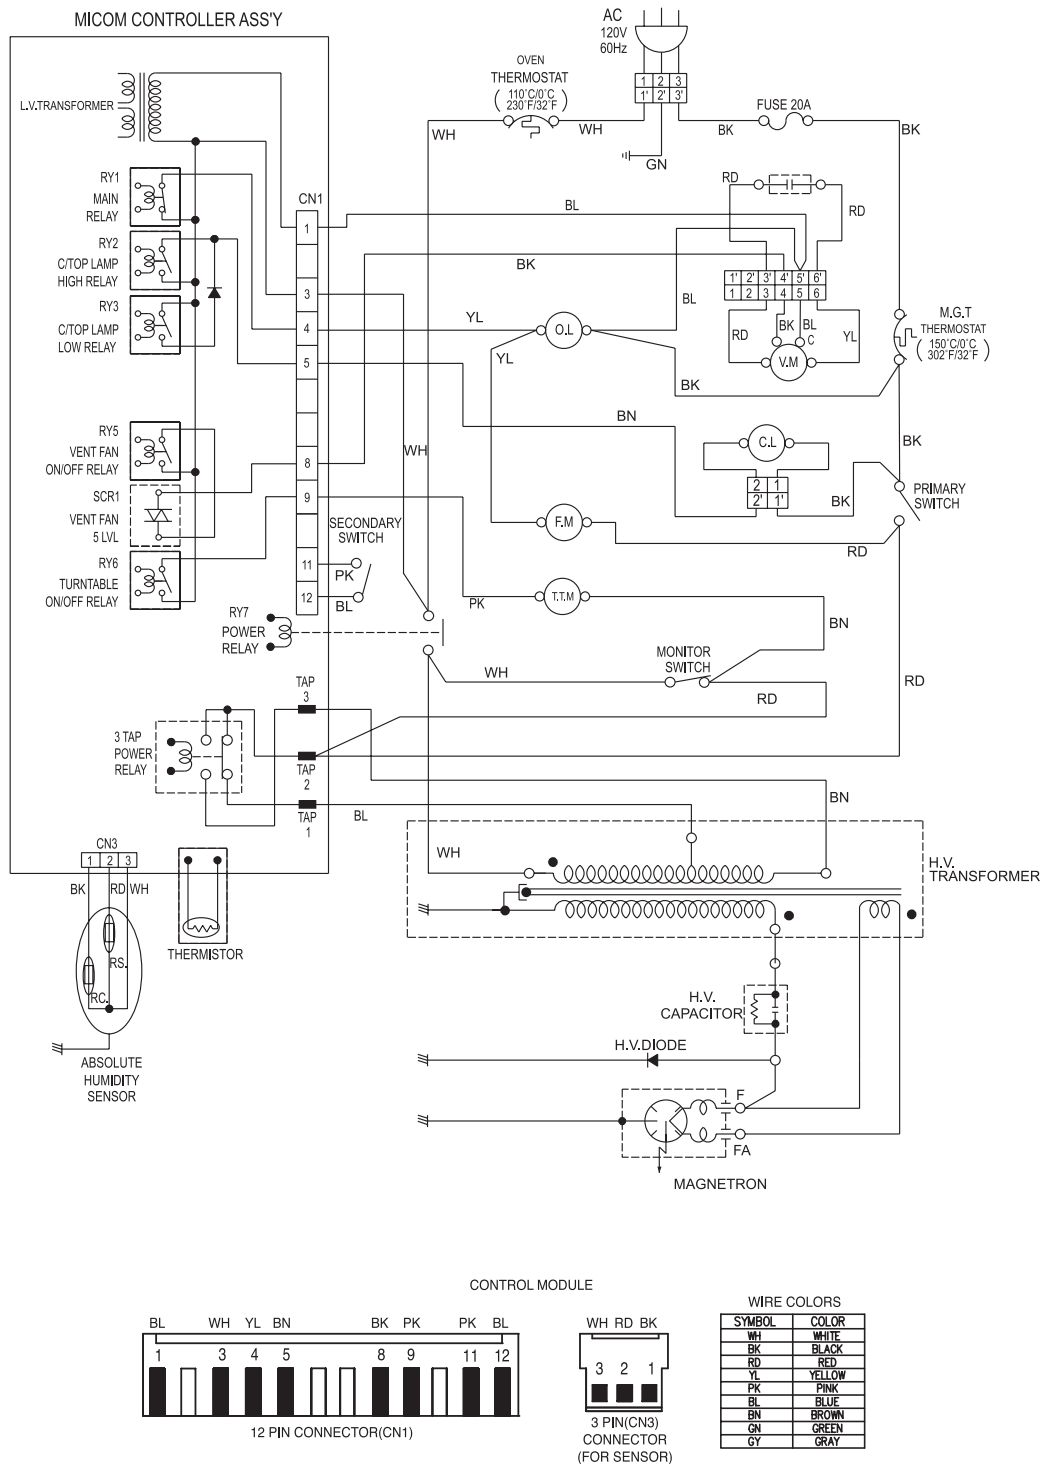 MICOM CONTROLLER ASS'Y
AC
120V
60Hz
OVEN
THERMOSTAT
( 110˚C/0˚C )
230˚F/32˚F
1 2 3
1' 2' 3'
FUSE 20A
WH
WH
BK
BK
GN
L.V.TRANSFORMER
RY1
MAIN
RELAY
CN1
RD
RD
BL
1
RY2
C/TOP LAMP
HIGH RELAY
BK
1' 2' 3' 4' 5' 6'
1 2 3 4 5 6
RY3
C/TOP LAMP
LOW RELAY
3
4
5
YL
YL
O.L
BL
RD
BK
BL
C
YL
V.M
M.G.T
THERMOSTAT
( 150˚C/0˚C )
302˚F/32˚F
BK
BN
RY5
VENT FAN
ON/OFF RELAY
8
WH
C.L
2 1
2' 1'
BK
BK
SCR1
VENT FAN
5 LVL
9
PRIMARY
SWITCH
SECONDARY
SWITCH
F.M
RD
RY6
TURNTABLE
ON/OFF RELAY
11
PK
12
BL
PK
T.T.M
BN
RY7
POWER
RELAY
WH
MONITOR
SWITCH
RD
RD
TAP
3
3 TAP
POWER
RELAY
TAP
2
BN
TAP
1
BL
CN3
1 2 3
WH
H.V.
TRANSFORMER
BK
RD
WH
RS.
RC.
THERMISTOR
H.V.
CAPACITOR
H.V.DIODE
ABSOLUTE
HUMIDITY
SENSOR
F
FA
MAGNETRON
CONTROL MODULE
BL WH YL BN BK PK PK BL
1 3 4 5 8 9 11 12
12 PIN CONNECTOR(CN1)
WH RD BK
3 2 1
3 PIN(CN3)
CONNECTOR
(FOR SENSOR)
WIRE COLORS
SYMBOL COLOR
WH WHITE
BK BLACK
RD RED
YL YELLOW
PK PINK
BL BLUE
BN BROWN
GN GREEN
GY GRAY